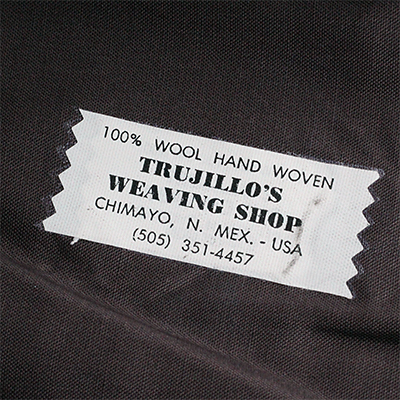 100% WOOL HAND WOVEN
TRUJILLO'S
WEAVING SHOP
CHIMAYO, N. MEX. - USA
(505) 351-4457